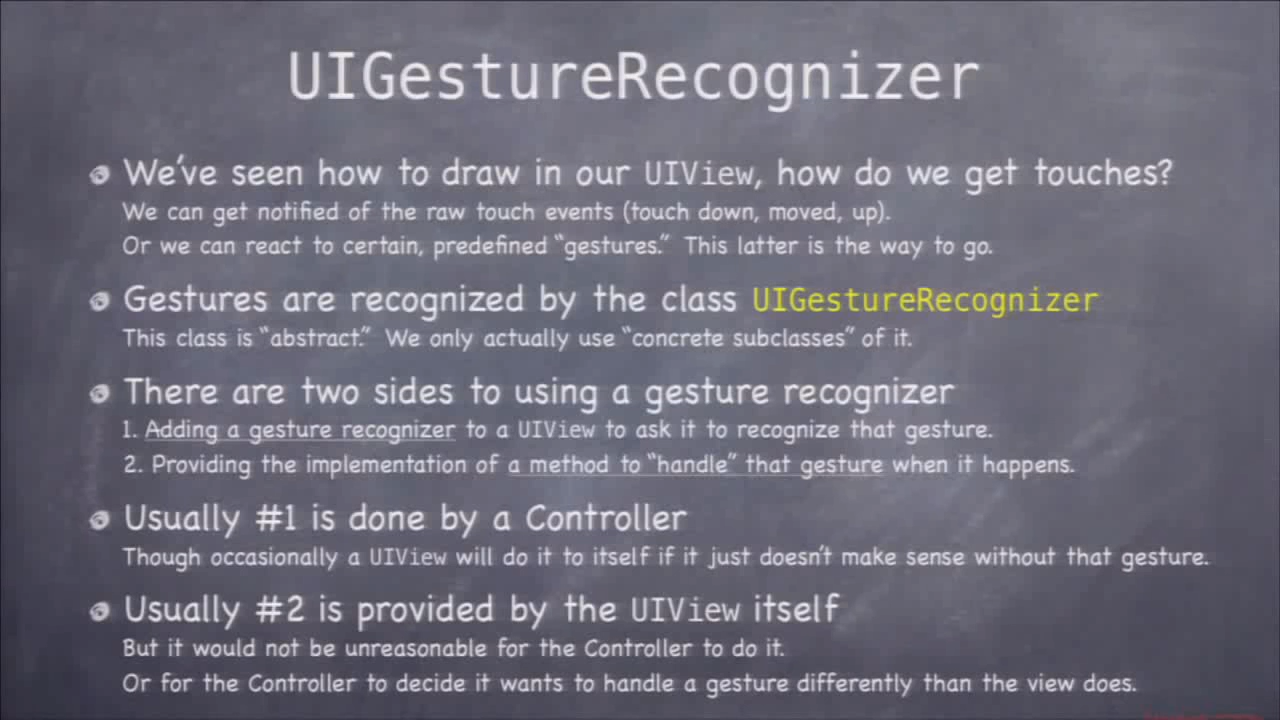 UIGestureRecognizer
We've seen how to draw in our UIView, how do we get touches?
We can get notified of the raw touch events (touch down, moved, up).
Or we can react to certain, predefined “gestures.” This latter is the way to go.
Gestures are recognized by the class UIGestureRecognizer
This class is “abstract.” We only actually use “concrete subclasses” of it.
There are two sides to using a gesture recognizer
1. Adding a gesture recognizer to a UIView to ask it to recognize that gesture.
2. Providing the implementation of a method to “handle” that gesture when it happens.
Usually #1 is done by a Controller
Though occasionally a UIView will do it to itself if it just doesn't make sense without that gesture.
Usually #2 is provided by the UIView itself
But it would not be unreasonable for the Controller to do it.
Or for the Controller to decide it wants to handle a gesture differently than the view does.